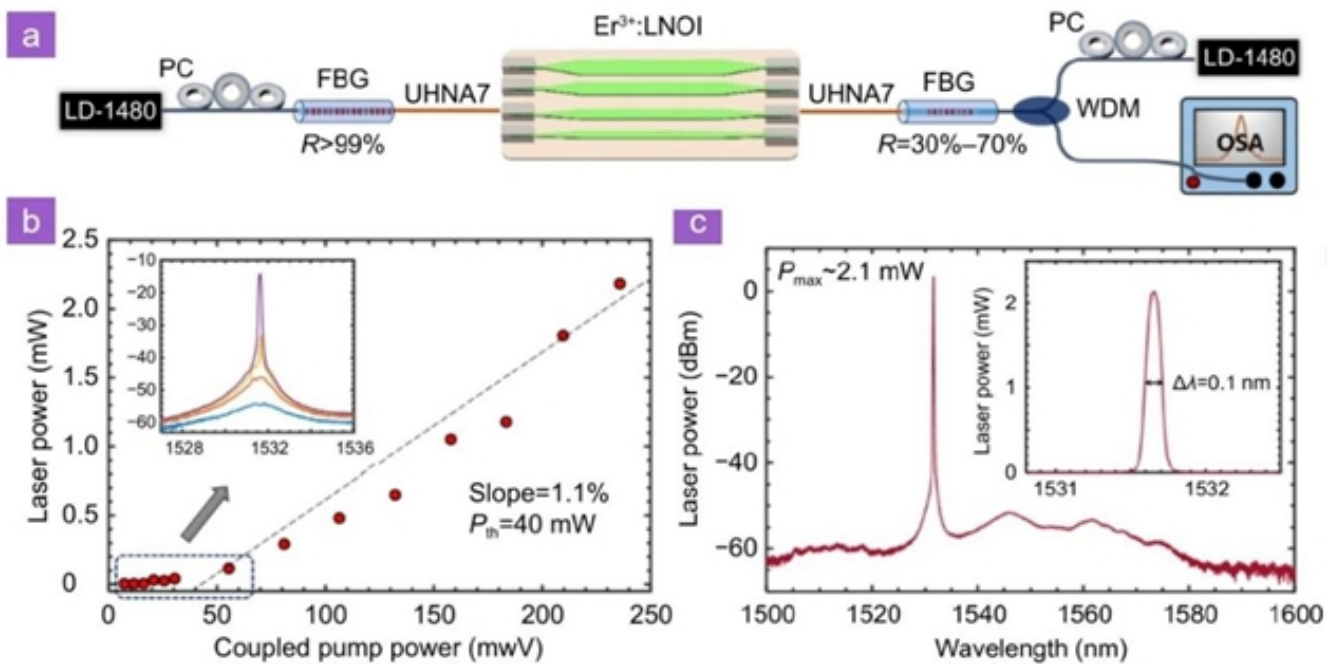 a
Er³⁺:LNOI
PC
PC
LD-1480
FBG
UHNA7
UHNA7
FBG
WDM
LD-1480
R>99%
R=30%–70%
OSA
b
2.5
2.0
1.5
1.0
0.5
0
Laser power (mW)
−10
−20
−30
−40
−50
−60
1528
1532
1536
Slope=1.1%
Pth=40 mW
0
50
100
150
200
250
Coupled pump power (mwV)
c
0
−20
−40
−60
Laser power (dBm)
Pmax~2.1 mW
2
1
0
Laser power (mW)
Δλ=0.1 nm
1531
1532
1500
1520
1540
1560
1580
1600
Wavelength (nm)